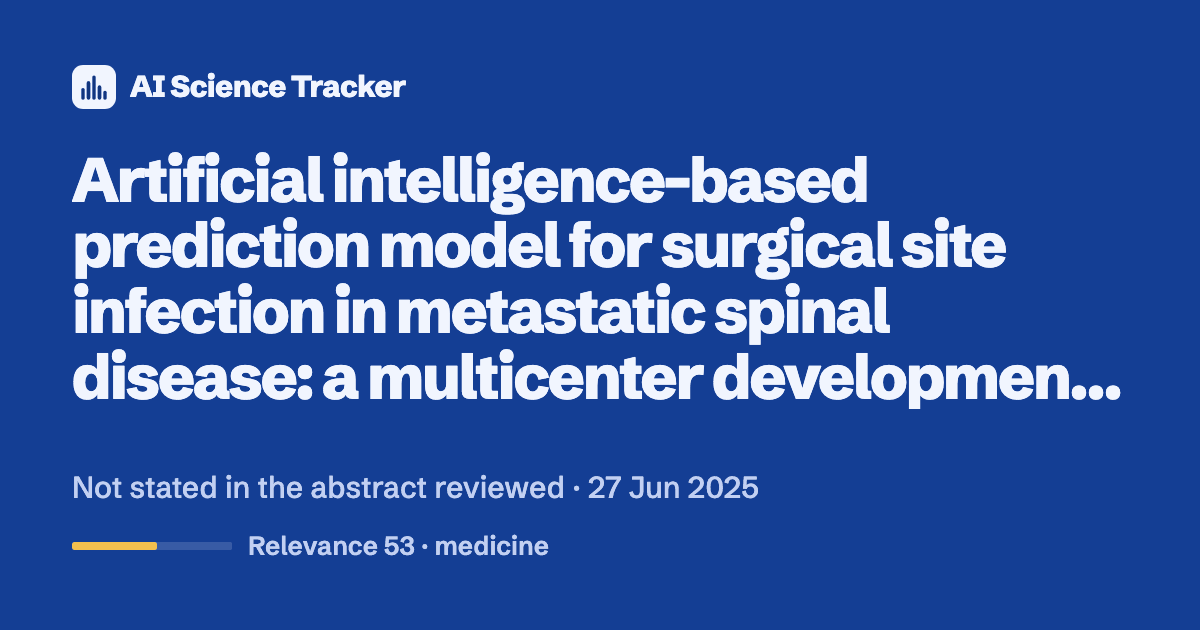 AI Science Tracker
Artificial intelligence-based
prediction model for surgical site
infection in metastatic spinal
disease: a multicenter developmen...
Not stated in the abstract reviewed · 27 Jun 2025
Relevance 53 · medicine